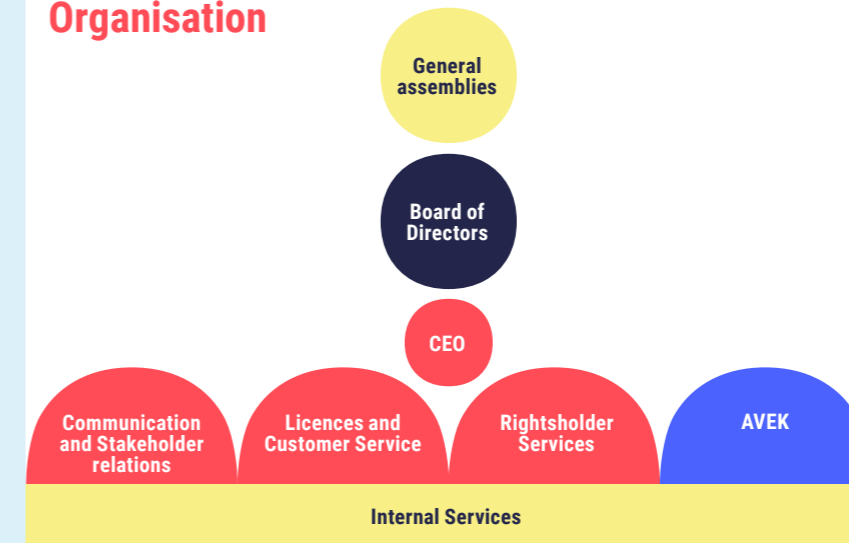 Organisation
General
assemblies
Board of
Directors
CEO
Communication
and Stakeholder
relations
Licences and
Customer Service
Rightsholder
Services
AVEK
Internal Services